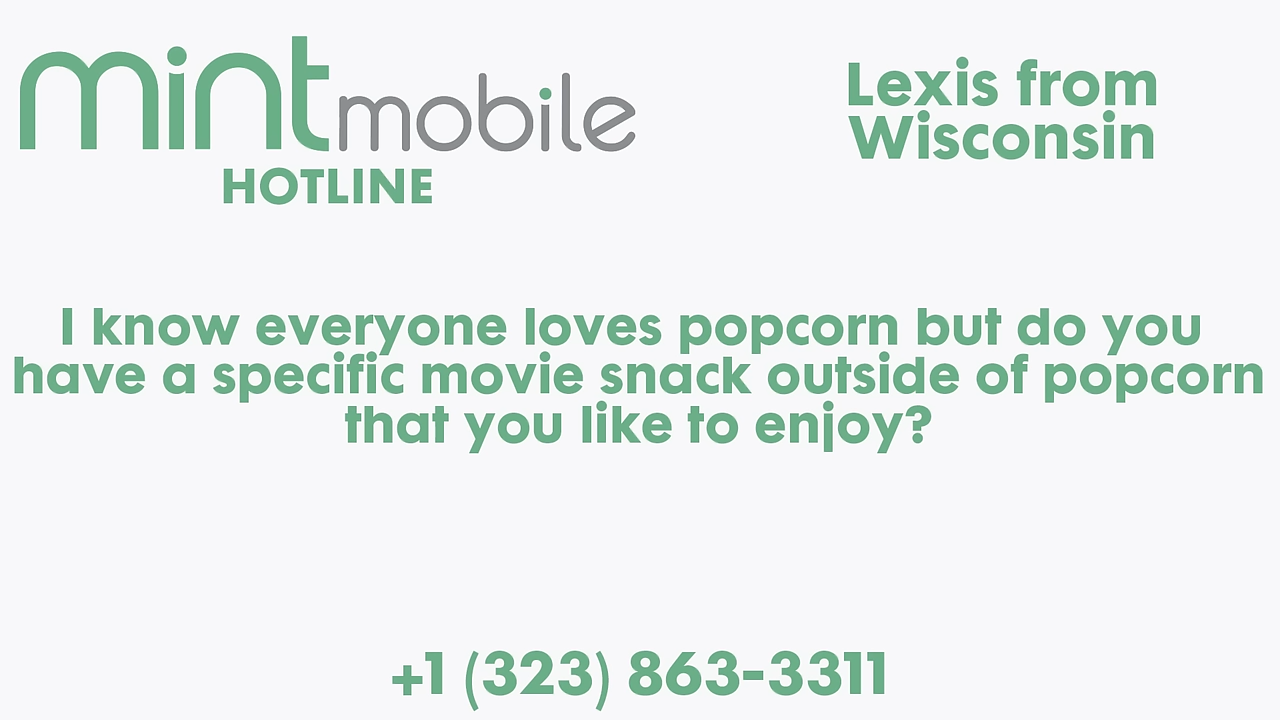 mint mobile
HOTLINE
Lexis from
Wisconsin
I know everyone loves popcorn but do you
have a specific movie snack outside of popcorn
that you like to enjoy?
+1 (323) 863-3311